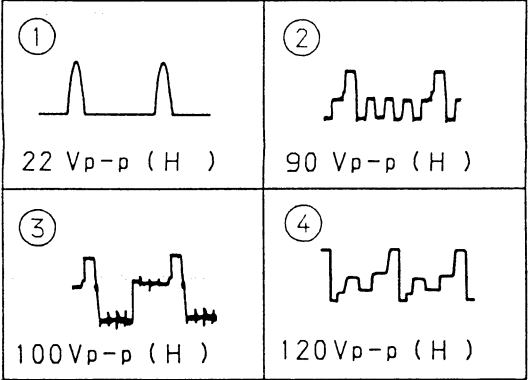 1
22 Vp-p (H )
2
90 Vp-p (H )
3
100Vp-p (H )
4
120Vp-p (H )